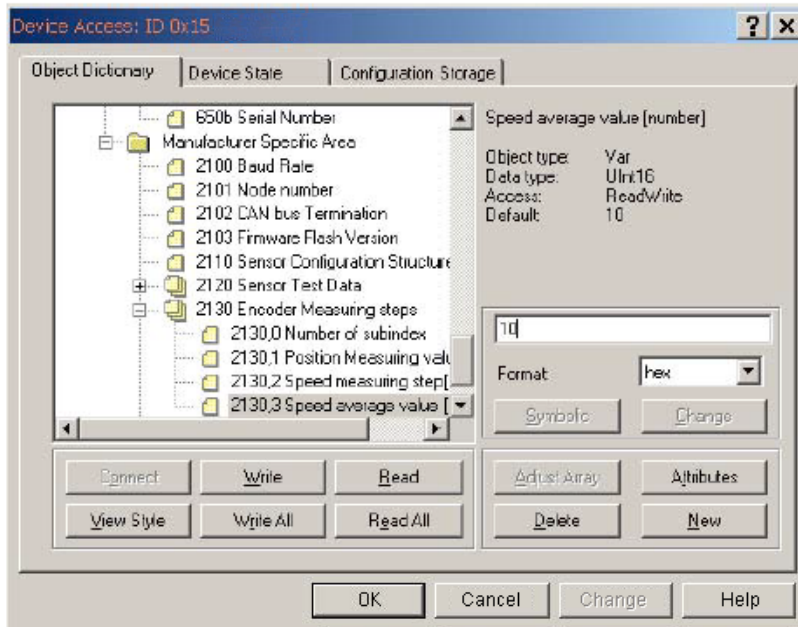 Device Access: ID 0x15
Object Dictionary
Device State
Configuration Storage
650b Serial Number
Manufacturer Specific Area
2100 Baud Rate
2101 Node number
2102 CAN bus Termination
2103 Firmware Flash Version
2110 Sensor Configuration Structure
2120 Sensor Test Data
2130 Encoder Measuring steps
2130,0 Number of subindex
2130,1 Position Measuring valu
2130,2 Speed measuring step[
2130,3 Speed average value [
Speed average value [number]
Object type: Var
Data type: UInt16
Access: ReadWrite
Default: 10
10
Format hex
Symbolic Change
Connect Write Read
View Style Write All Read All
Adjust Array Attributes
Delete New
OK Cancel Change Help